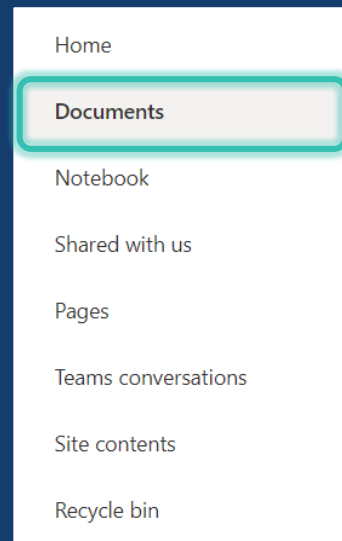 Home
Documents
Notebook
Shared with us
Pages
Teams conversations
Site contents
Recycle bin